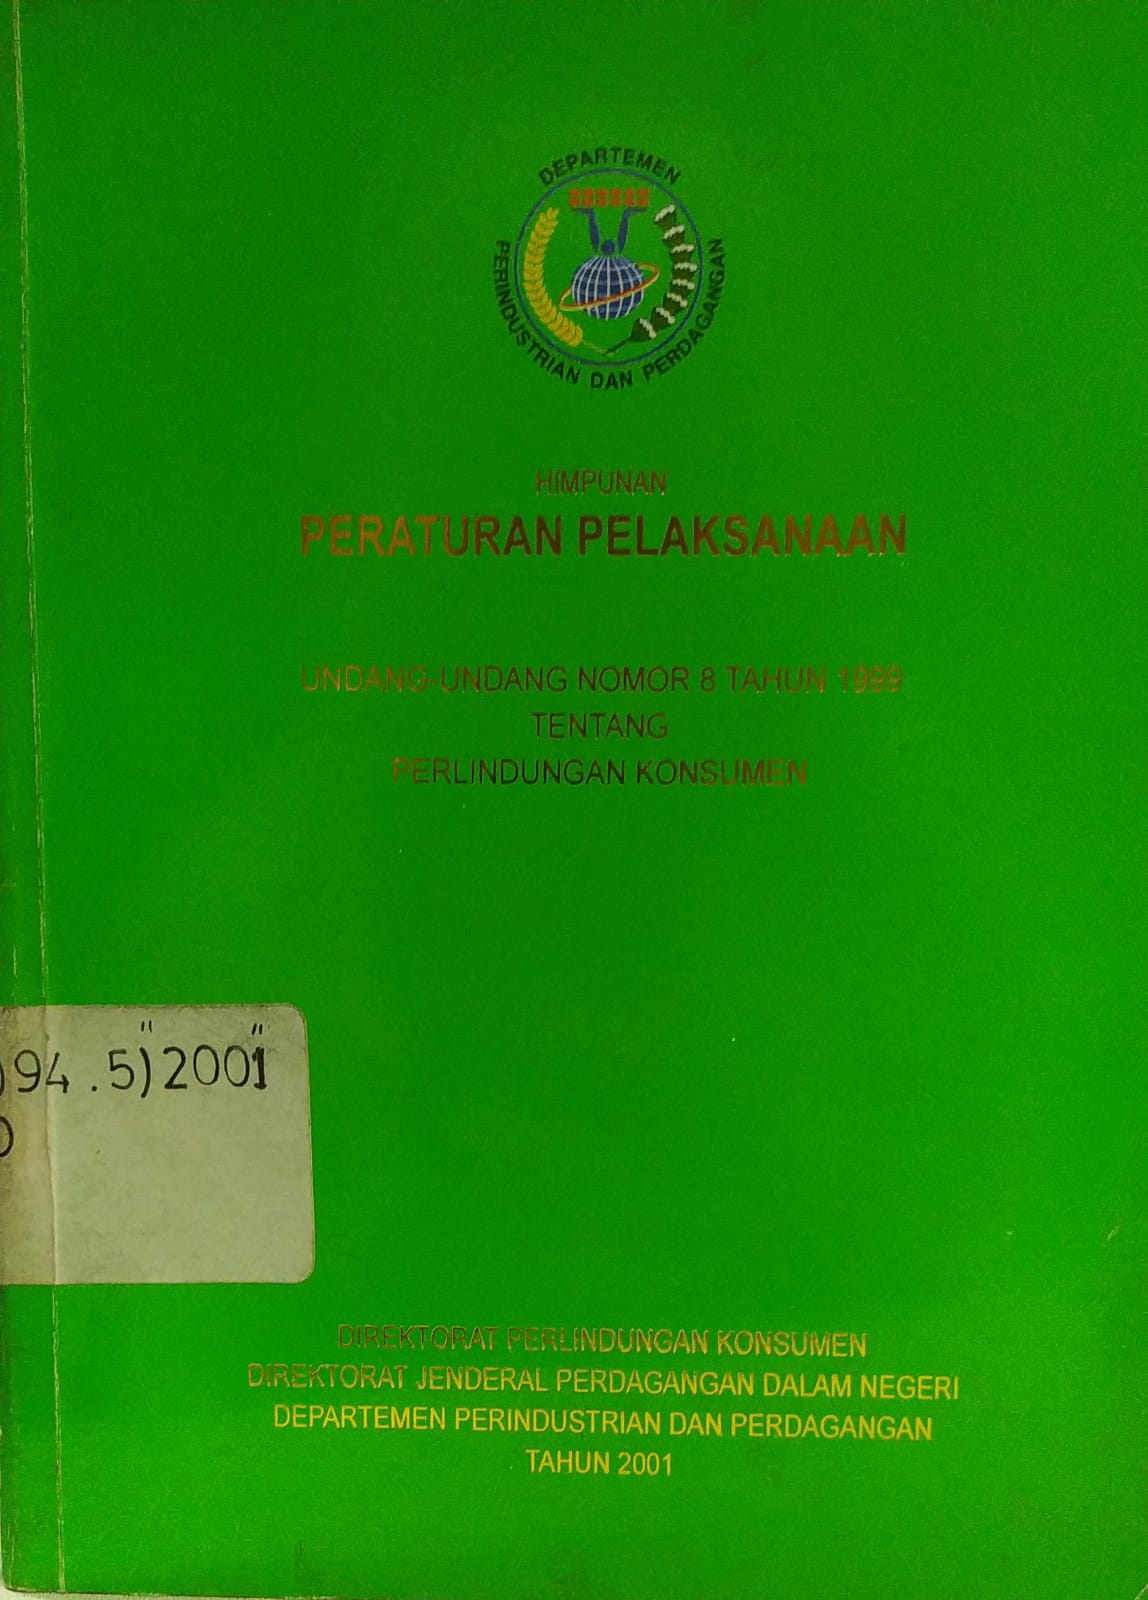 DEPARTEMEN
PERINDUSTRIAN DAN PERDAGANGAN
HIMPUNAN
PERATURAN PELAKSANAAN
UNDANG-UNDANG NOMOR 8 TAHUN 1999
TENTANG
PERLINDUNGAN KONSUMEN
)94.5)"2001"
DIREKTORAT PERLINDUNGAN KONSUMEN
DIREKTORAT JENDERAL PERDAGANGAN DALAM NEGERI
DEPARTEMEN PERINDUSTRIAN DAN PERDAGANGAN
TAHUN 2001